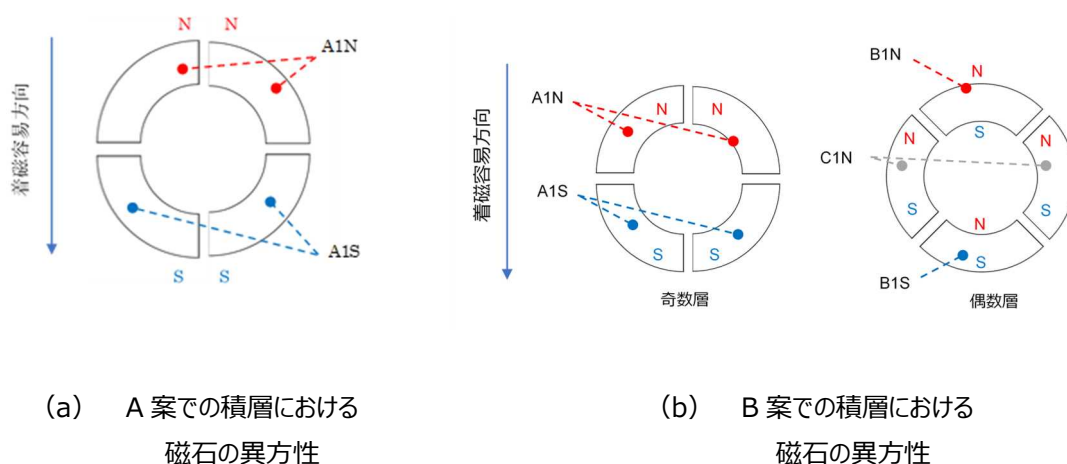 N N
A1N
着磁容易方向
A1S
S S
着磁容易方向
A1N
N N
A1S
S S
奇数層
B1N
N
S
N N
C1N
S S
N
S
B1S
偶数層
(a) A 案での積層における
磁石の異方性
(b) B 案での積層における
磁石の異方性